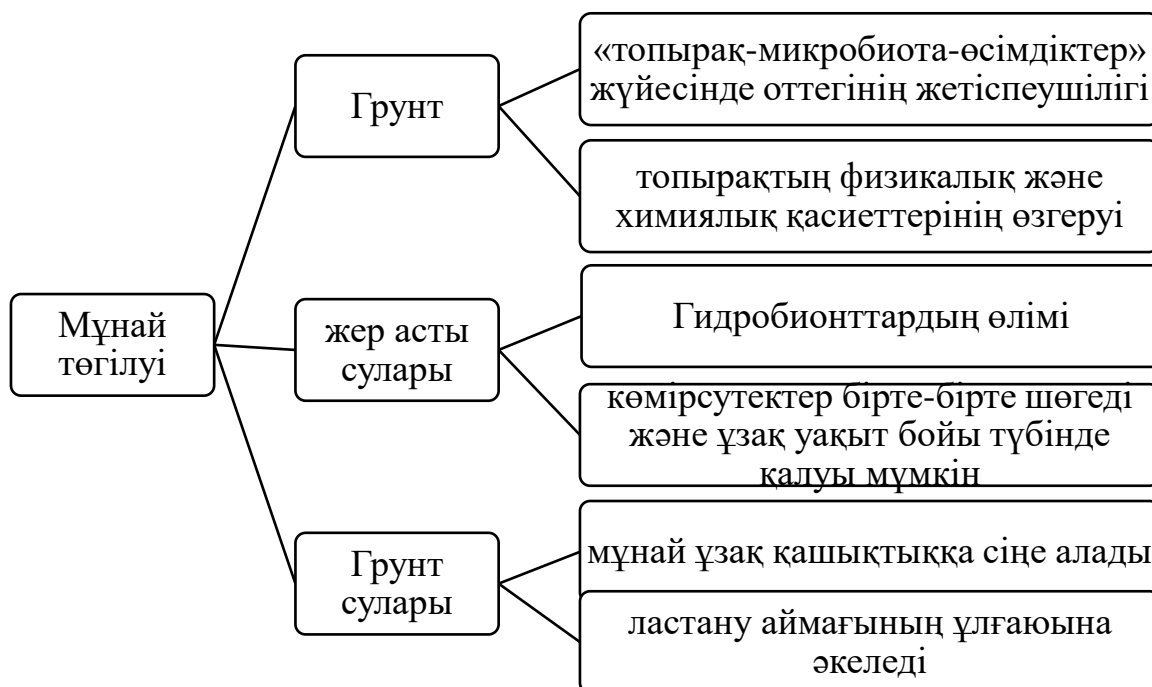 Мұнай
төгілуі
Грунт
«топырақ-микробиота-өсімдіктер»
жүйесінде оттегінің жетіспеушілігі
топырақтың физикалық және
химиялық қасиеттерінің өзгеруі
жер асты
сулары
Гидробионттардың өлімі
көмірсутектер бірте-бірте шөгеді
және ұзақ уақыт бойы түбінде
қалуы мүмкін
Грунт
сулары
мұнай ұзақ қашықтыққа сіңе алады
ластану аймағының ұлғаюына
әкеледі